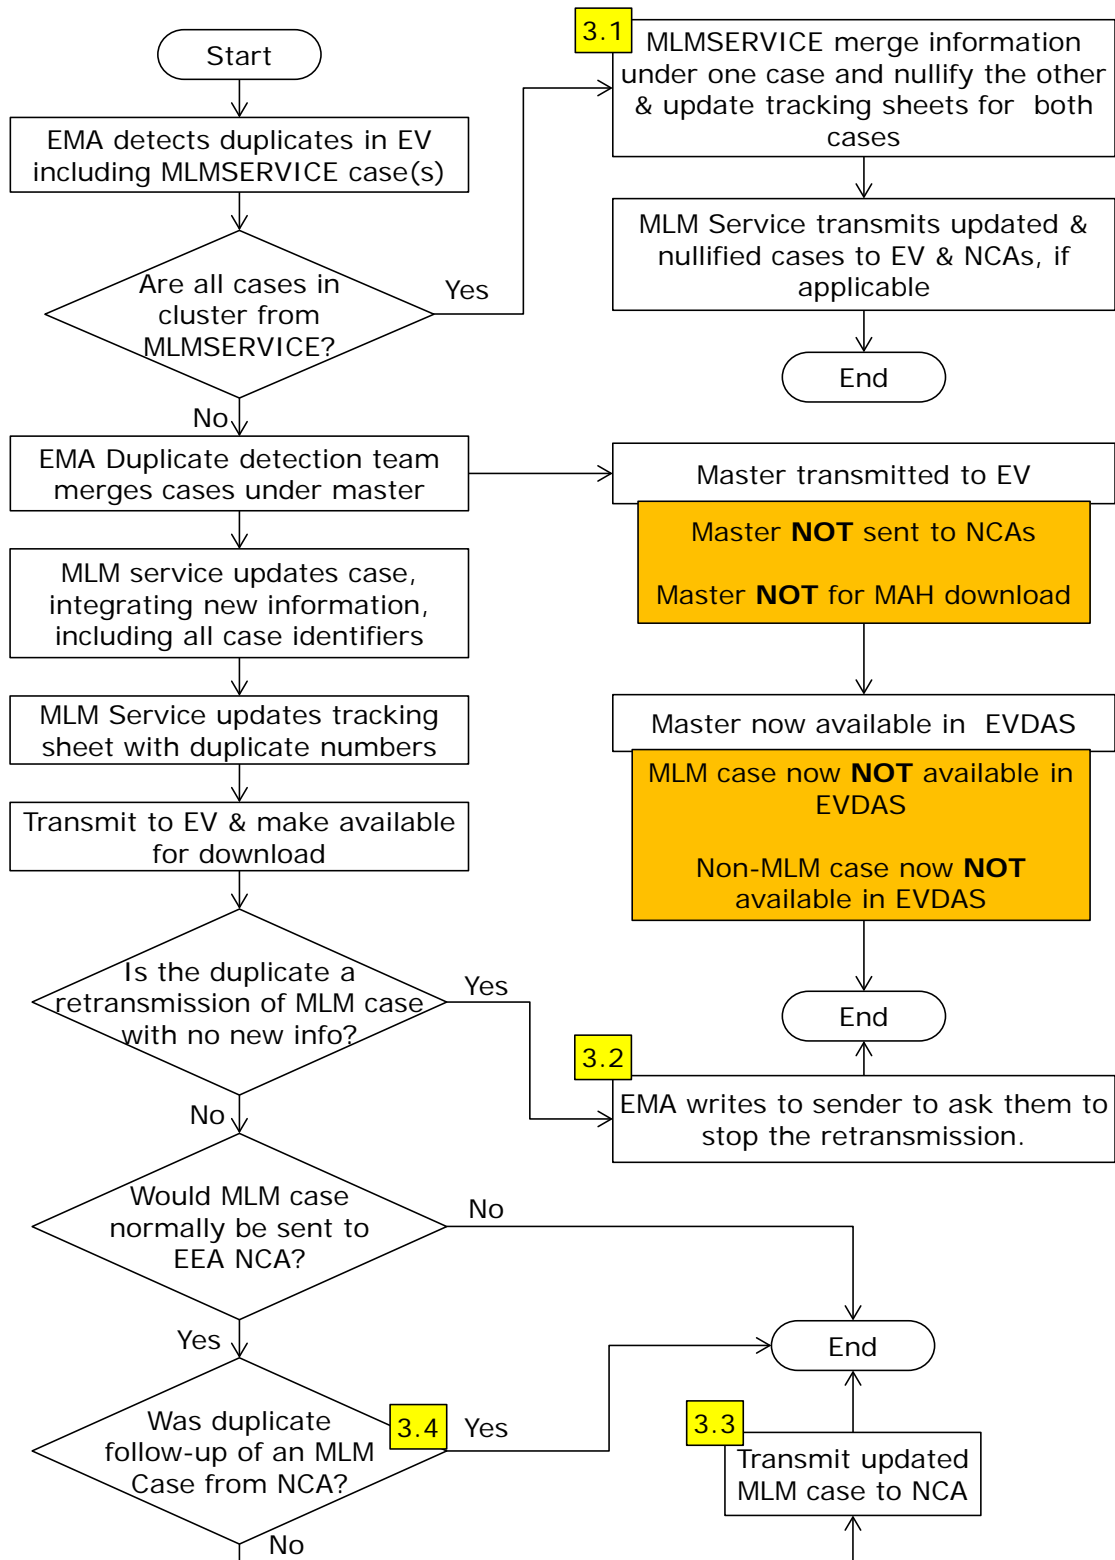 Start
EMA detects duplicates in EV
including MLMSERVICE case(s)
Are all cases in
cluster from
MLMSERVICE?
Yes
No
3.1
MLMSERVICE merge information
under one case and nullify the other
& update tracking sheets for both
cases
MLM Service transmits updated &
nullified cases to EV & NCAs, if
applicable
End
EMA Duplicate detection team
merges cases under master
Master transmitted to EV
Master NOT sent to NCAs
Master NOT for MAH download
MLM service updates case,
integrating new information,
including all case identifiers
MLM Service updates tracking
sheet with duplicate numbers
Master now available in EVDAS
MLM case now NOT available in
EVDAS
Non-MLM case now NOT
available in EVDAS
Transmit to EV & make available
for download
Is the duplicate a
retransmission of MLM case
with no new info?
Yes
No
End
3.2
EMA writes to sender to ask them to
stop the retransmission.
Would MLM case
normally be sent to
EEA NCA?
No
Yes
End
Was duplicate
follow-up of an MLM
Case from NCA?
3.4
Yes
No
3.3
Transmit updated
MLM case to NCA